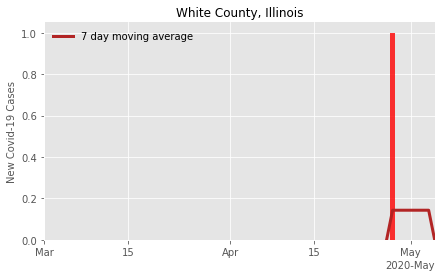 White County, Illinois
7 day moving average
New Covid-19 Cases
1.0
0.8
0.6
0.4
0.2
0.0
Mar 15 Apr 15 May
2020-May